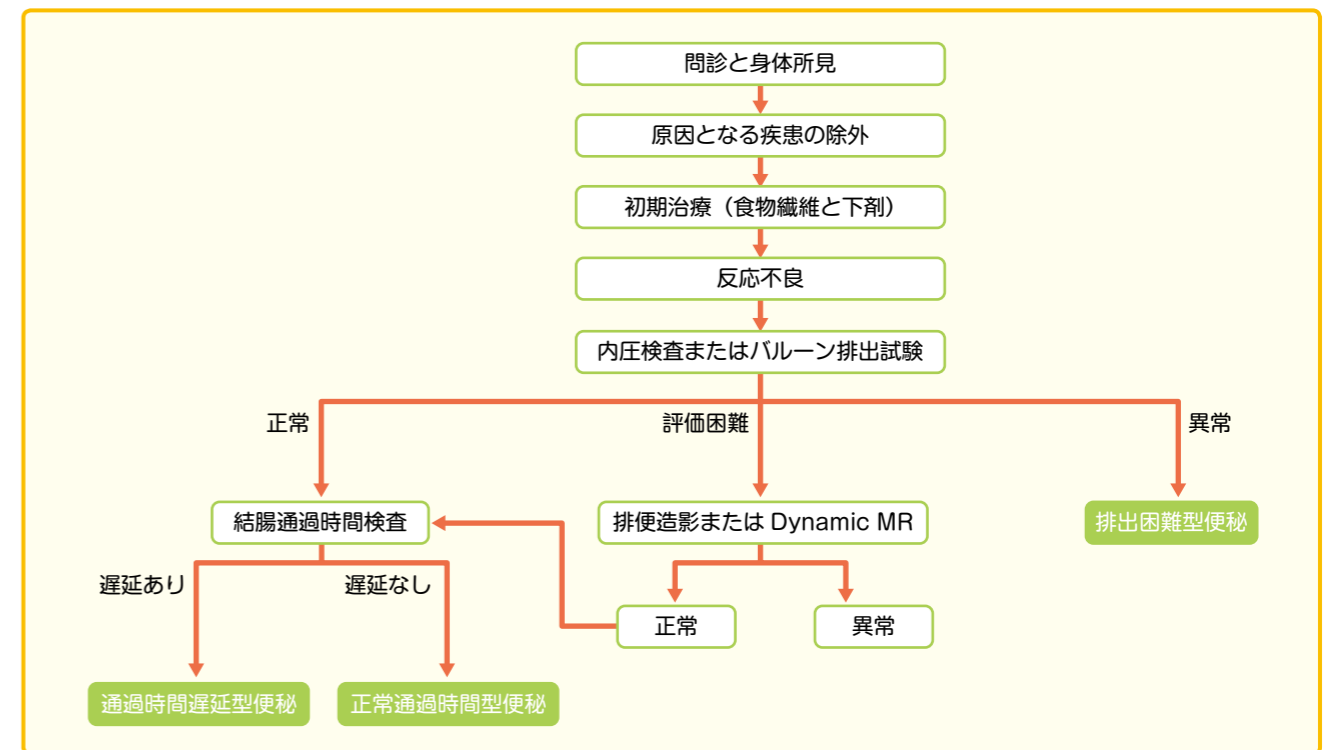 問診と身体所見
原因となる疾患の除外
初期治療（食物繊維と下剤）
反応不良
内圧検査またはバルーン排出試験
正常
評価困難
異常
結腸通過時間検査
排便造影または Dynamic MR
排出困難型便秘
遅延あり
遅延なし
正常
異常
通過時間遅延型便秘
正常通過時間型便秘